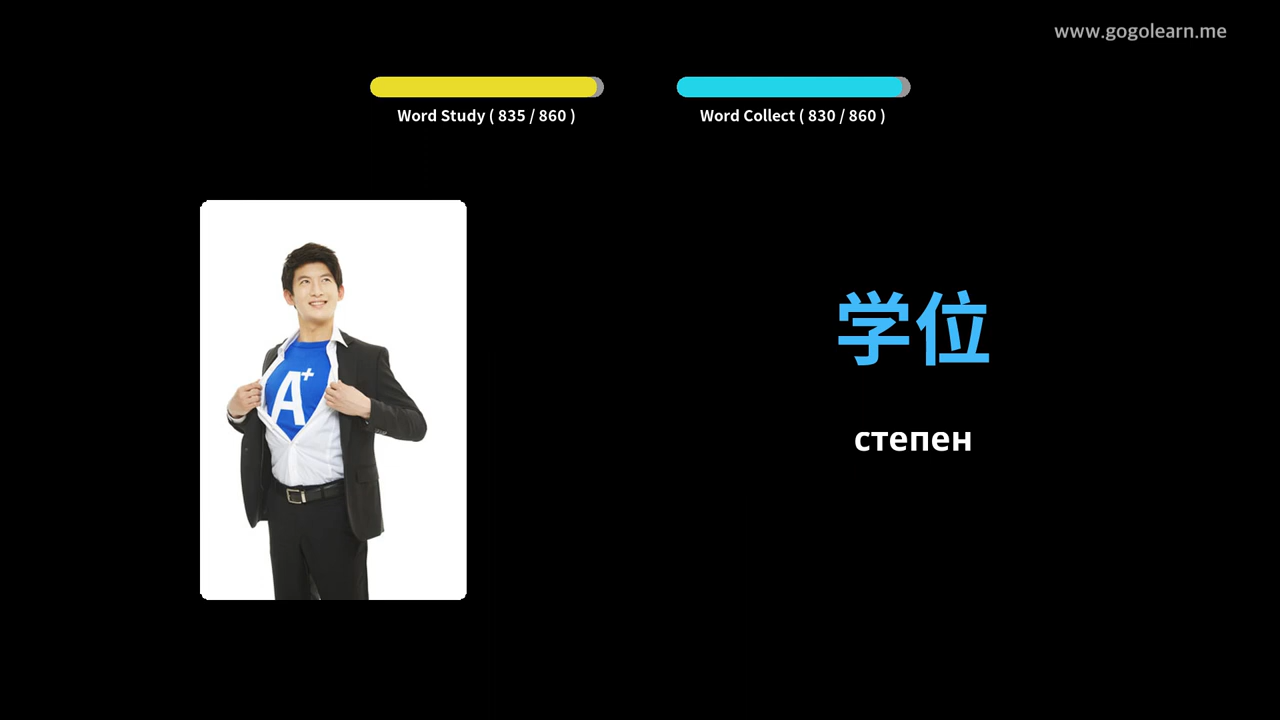 www.gogolearn.me
Word Study ( 835 / 860 )
Word Collect ( 830 / 860 )
A+
学位
степен